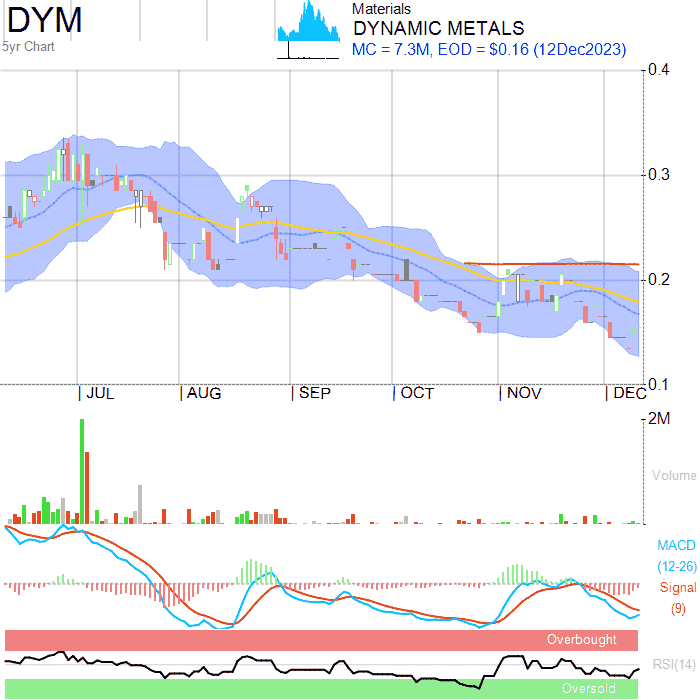 DYM
5yr Chart
Materials
DYNAMIC METALS
MC = 7.3M, EOD = $0.16 (12Dec2023)
0.4
0.3
0.2
0.1
JUL
AUG
SEP
OCT
NOV
DEC
2M
Volume
MACD
(12-26)
Signal
(9)
Overbought
RSI(14)
Oversold